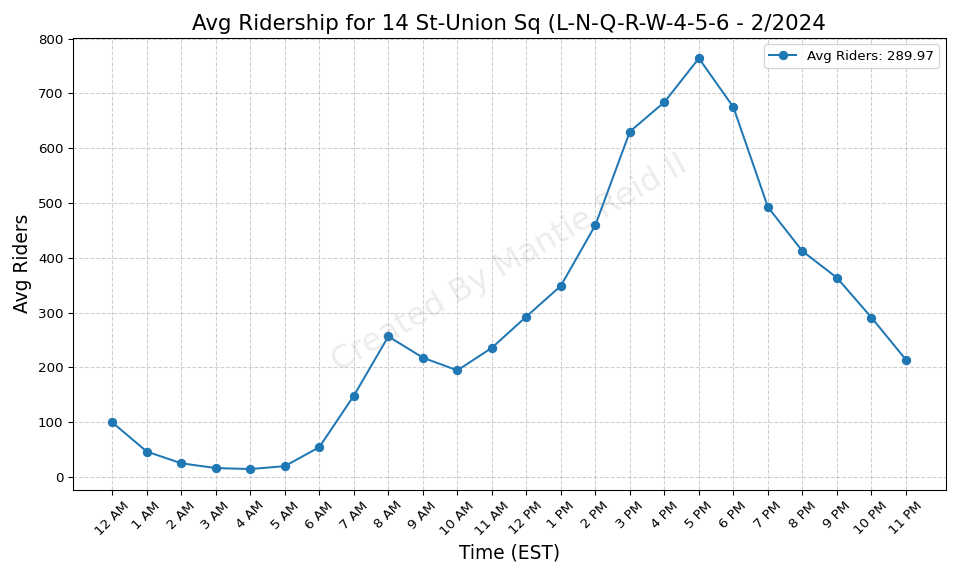 Avg Ridership for 14 St-Union Sq (L-N-Q-R-W-4-5-6 - 2/2024
Avg Riders: 289.97
800
700
600
500
400
300
200
100
0
Avg Riders
Created By Mantle Reid II
12 AM
1 AM
2 AM
3 AM
4 AM
5 AM
6 AM
7 AM
8 AM
9 AM
10 AM
11 AM
12 PM
1 PM
2 PM
3 PM
4 PM
5 PM
6 PM
7 PM
8 PM
9 PM
10 PM
11 PM
Time (EST)